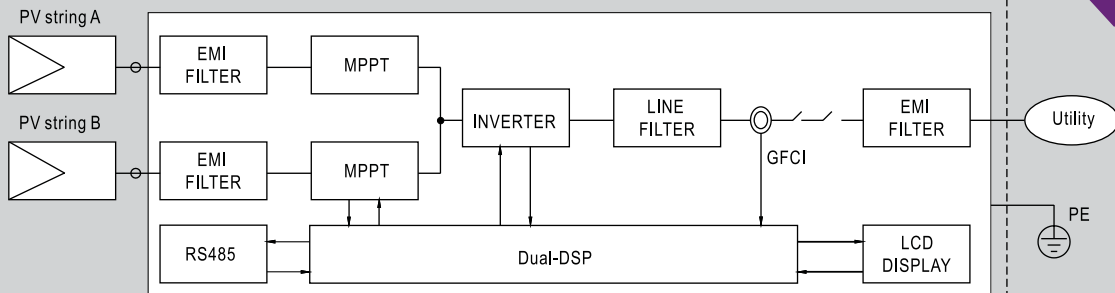 PV string A
EMI
FILTER
MPPT
PV string B
EMI
FILTER
MPPT
INVERTER
LINE
FILTER
GFCI
EMI
FILTER
Utility
PE
RS485
Dual-DSP
LCD
DISPLAY